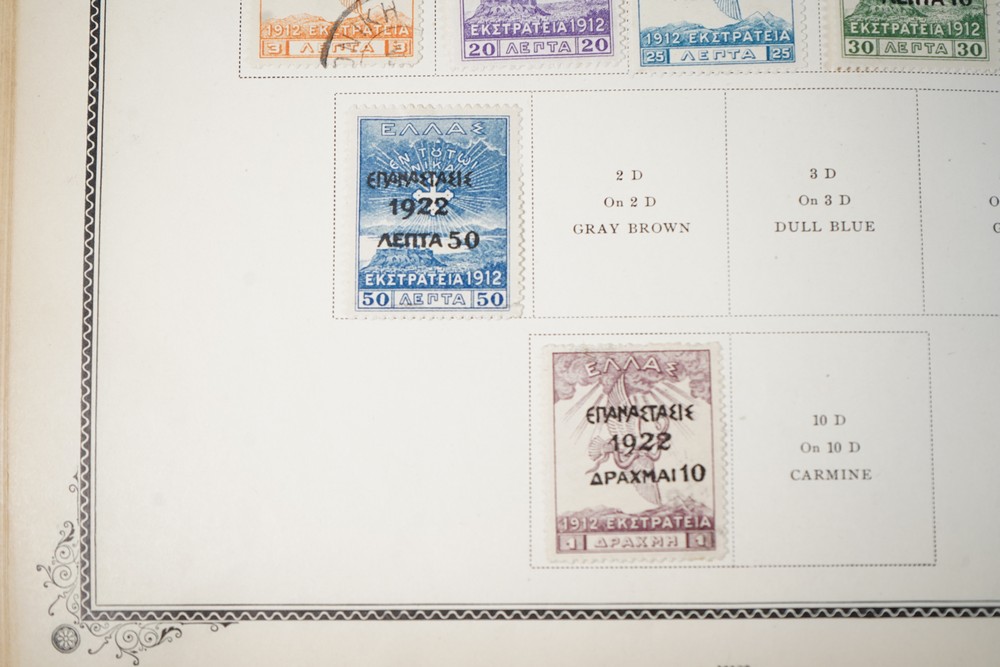 1912 ΕΚΣΤΡΑΤΕΙΑ
3 ΛΕΠΤΑ 3
ΕΚΣΤΡΑΤΕΙΑ 1912
20 ΛΕΠΤΑ 20
1912 ΕΚΣΤΡΑΤΕΙΑ
25 ΛΕΠΤΑ 25
ΕΚΣΤΡΑΤΕΙΑ 1912
30 ΛΕΠΤΑ 30
ΕΛΛΑΣ
ΕΝ ΤΟΥΤΩΙ
ΝΙΚΑ
ΕΠΑΝΑΣΤΑΣΙΣ
1922
ΛΕΠΤΑ 50
ΕΚΣΤΡΑΤΕΙΑ 1912
50 ΛΕΠΤΑ 50
2 D
On 2 D
GRAY BROWN
3 D
On 3 D
DULL BLUE
ΕΛΛΑΣ
ΕΠΑΝΑΣΤΑΣΙΣ
1922
ΔΡΑΧΜΑΙ 10
1912 ΕΚΣΤΡΑΤΕΙΑ
1 ΔΡΑΧΜΗ 1
10 D
On 10 D
CARMINE